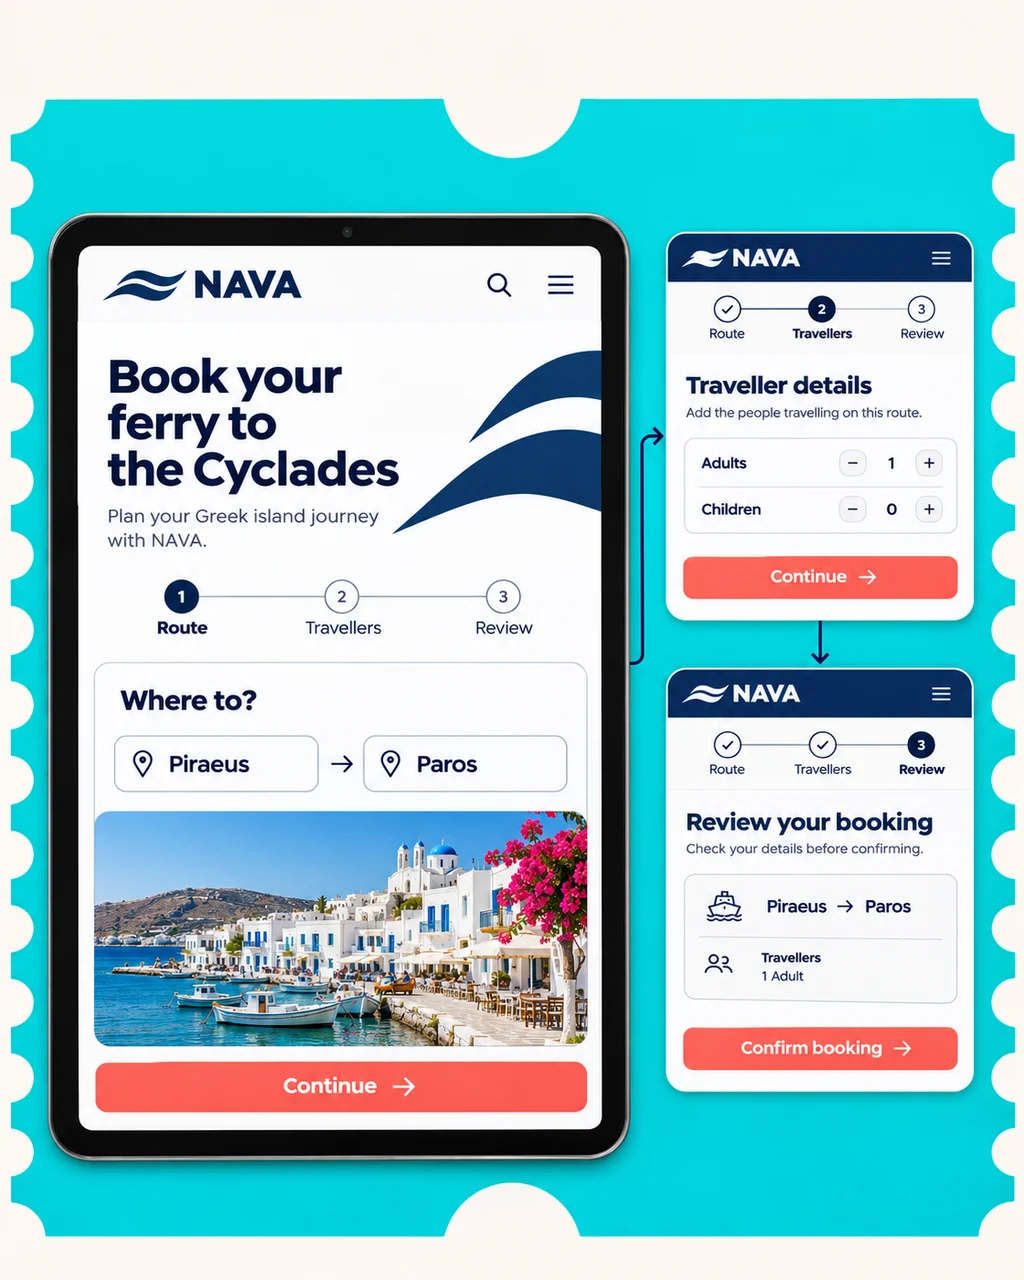 NAVA
Book your
ferry to
the Cyclades
Plan your Greek island journey
with NAVA.
1 2 3
Route Travellers Review
Where to?
Piraeus → Paros
Continue →
NAVA
2 3
Route Travellers Review
Traveller details
Add the people travelling on this route.
Adults − 1 +
Children − 0 +
Continue →
NAVA
3
Route Travellers Review
Review your booking
Check your details before confirming.
Piraeus → Paros
Travellers
1 Adult
Confirm booking →